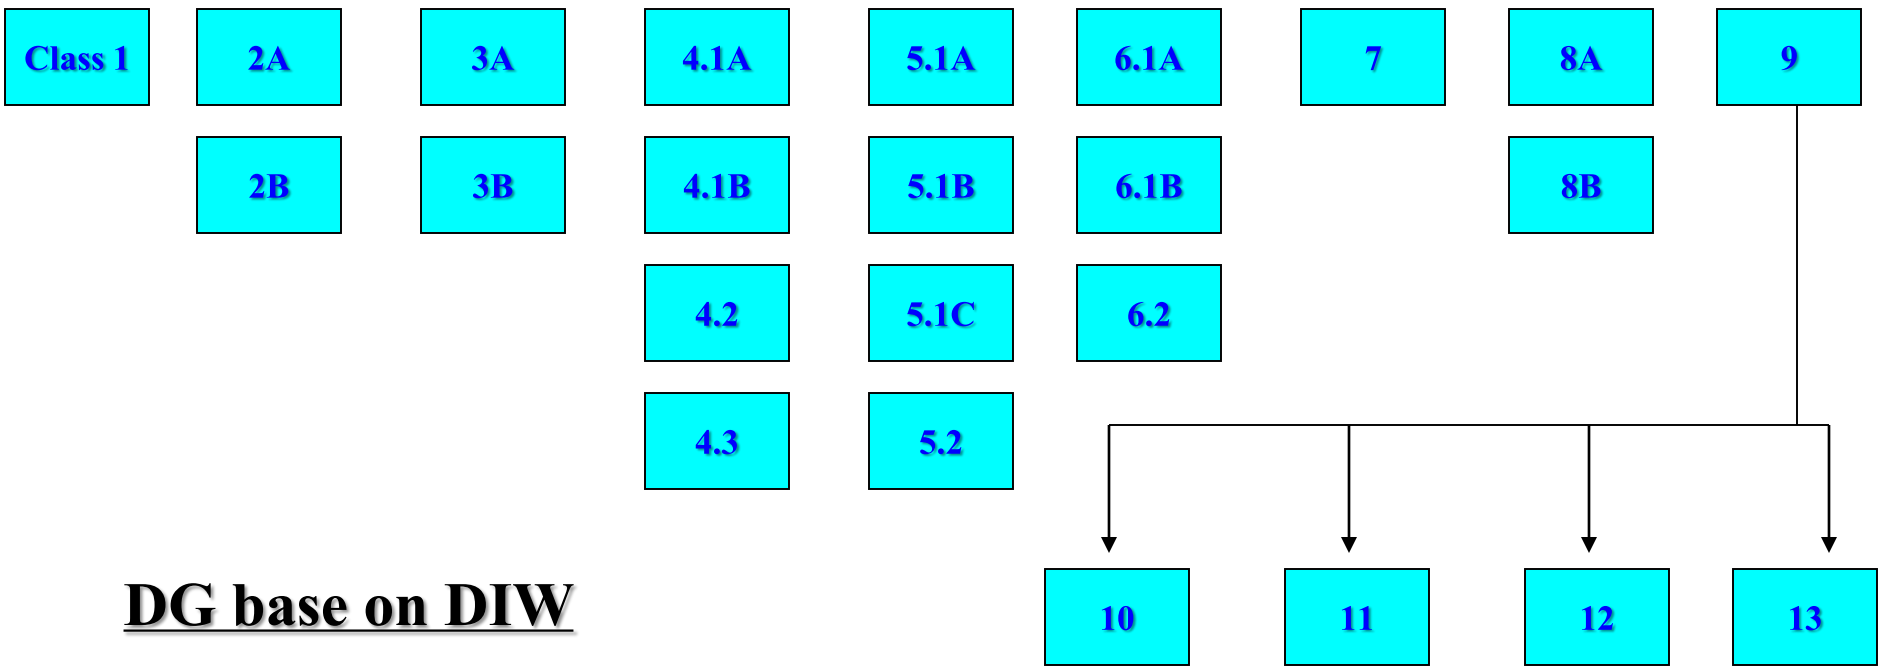 Class 1
2A
3A
4.1A
5.1A
6.1A
7
8A
9
2B
3B
4.1B
5.1B
6.1B
8B
4.2
5.1C
6.2
4.3
5.2
DG base on DIW
10
11
12
13